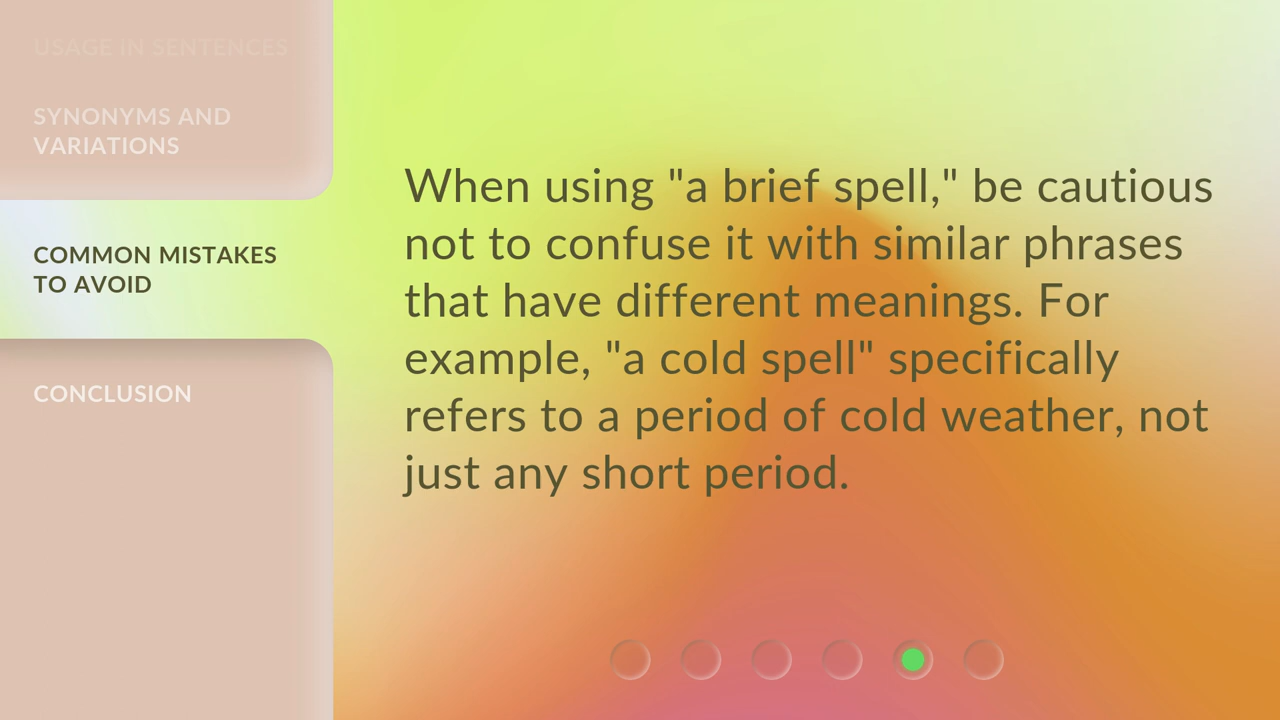 USAGE IN SENTENCES
SYNONYMS AND
VARIATIONS
COMMON MISTAKES
TO AVOID
CONCLUSION
When using "a brief spell," be cautious
not to confuse it with similar phrases
that have different meanings. For
example, "a cold spell" specifically
refers to a period of cold weather, not
just any short period.